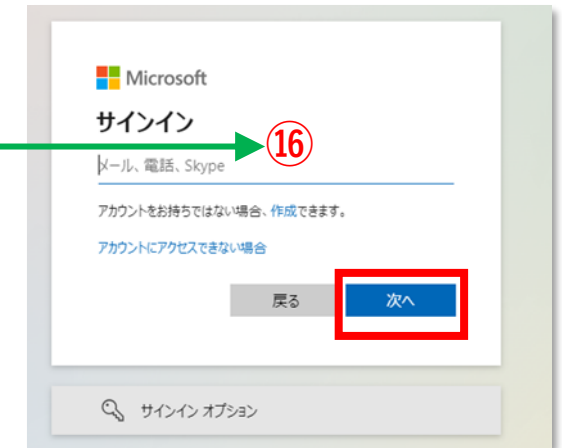 Microsoft
サインイン
⑯
メール、電話、Skype
アカウントをお持ちではない場合、作成できます。
アカウントにアクセスできない場合
戻る
次へ
サインイン オプション